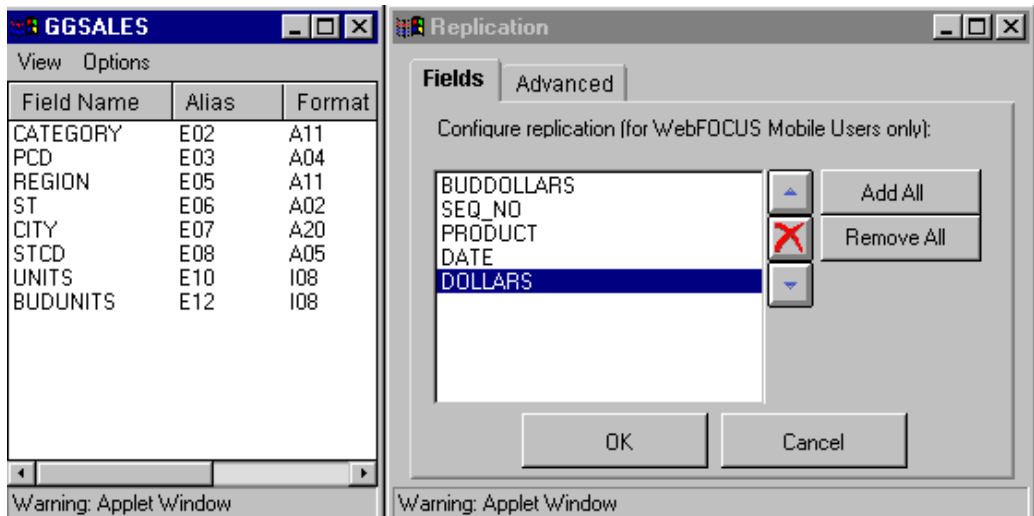 GGSALES
View Options
Field Name Alias Format
CATEGORY E02 A11
PCD E03 A04
REGION E05 A11
ST E06 A02
CITY E07 A20
STCD E08 A05
UNITS E10 I08
BUDUNITS E12 I08
Warning: Applet Window
Replication
Fields Advanced
Configure replication (for WebFOCUS Mobile Users only):
BUDDOLLARS
SEQ_NO
PRODUCT
DATE
DOLLARS
Add All
Remove All
OK Cancel
Warning: Applet Window